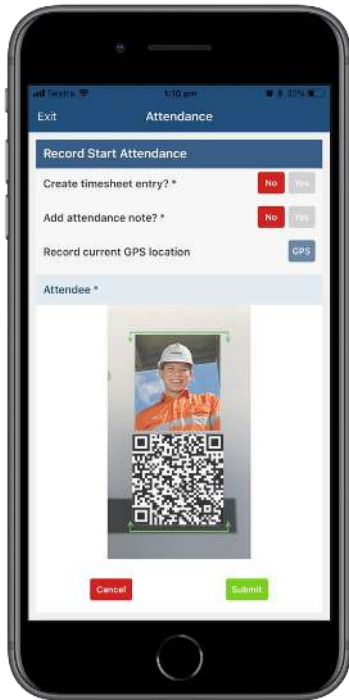 Telstra 1:10 pm
Exit Attendance
Record Start Attendance
Create timesheet entry? * No Yes
Add attendance note? * No Yes
Record current GPS location GPS
Attendee *
Cancel Submit